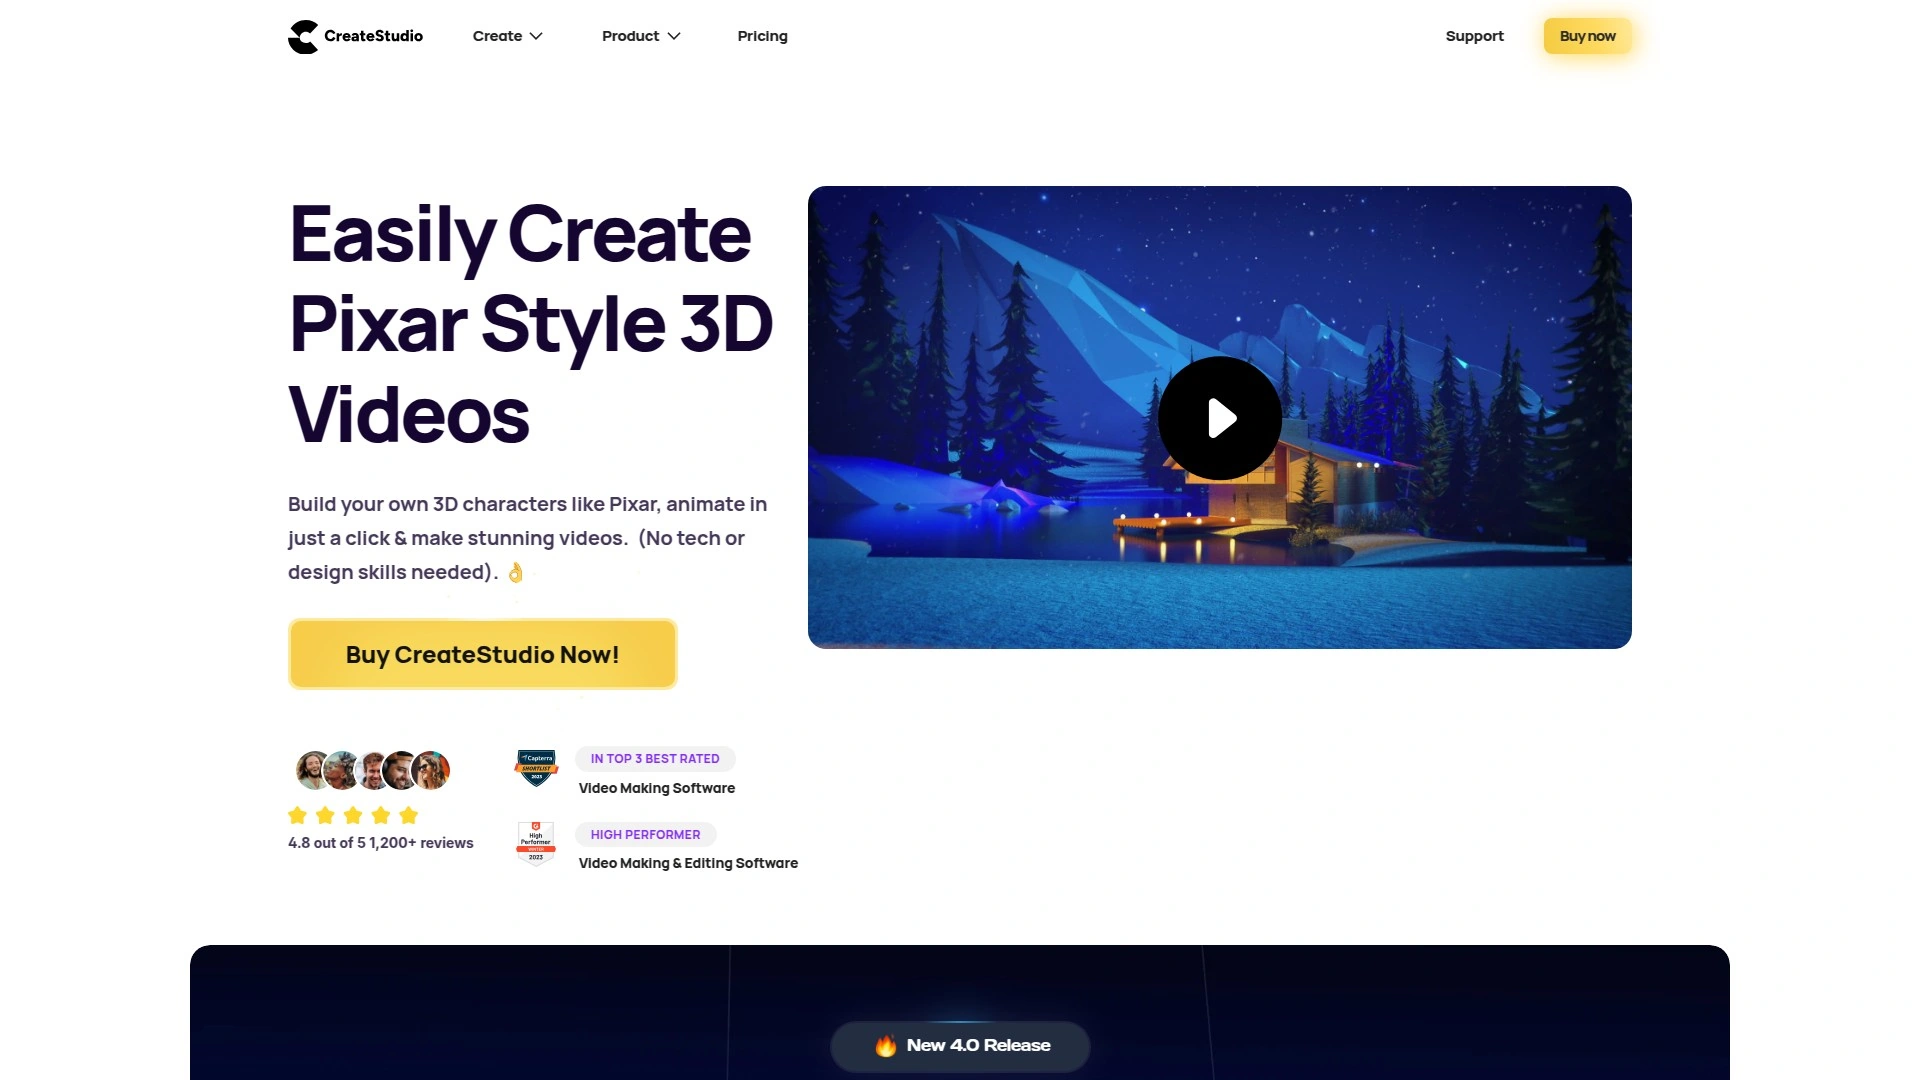 CreateStudio
Create
Product
Pricing
Support
Buy now
Easily Create
Pixar Style 3D
Videos
Build your own 3D characters like Pixar, animate in
just a click & make stunning videos. (No tech or
design skills needed). 👌
Buy CreateStudio Now!
4.8 out of 5 1,200+ reviews
Capterra
SHORTLIST
2023
IN TOP 3 BEST RATED
Video Making Software
High
Performer
WINTER
2023
HIGH PERFORMER
Video Making & Editing Software
🔥 New 4.0 Release